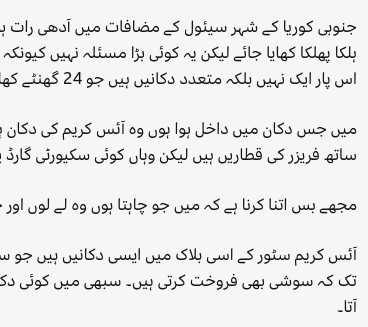 جنوبی کوریا کے شہر سیئول کے مضافات میں آدھی رات
ہلکا پھلکا کھایا جائے لیکن یہ کوئی بڑا مسئلہ نہیں کیونکہ
اس پار ایک نہیں بلکہ متعدد دکانیں ہیں جو 24 گھنٹے
میں جس دکان میں داخل ہوا ہوں وہ آئس کریم کی دکان
ساتھ فریزر کی قطاریں ہیں لیکن وہاں کوئی سکیورٹی گارڈ
مجھے بس اتنا کرنا ہے کہ میں جو چاہتا ہوں وہ لے لوں اور
آئس کریم سٹور کے اسی بلاک میں ایسی دکانیں ہیں جو
تک کہ سوشی بھی فروخت کرتی ہیں۔ سبھی میں کوئی
آتا۔